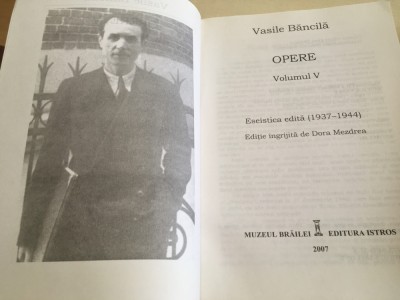 Vasile Băncilă
OPERE
Volumul V
Eseistica edită (1937-1944)
Ediție îngrijită de Dora Mezdrea
MUZEUL BRĂILEI EDITURA ISTROS
2007